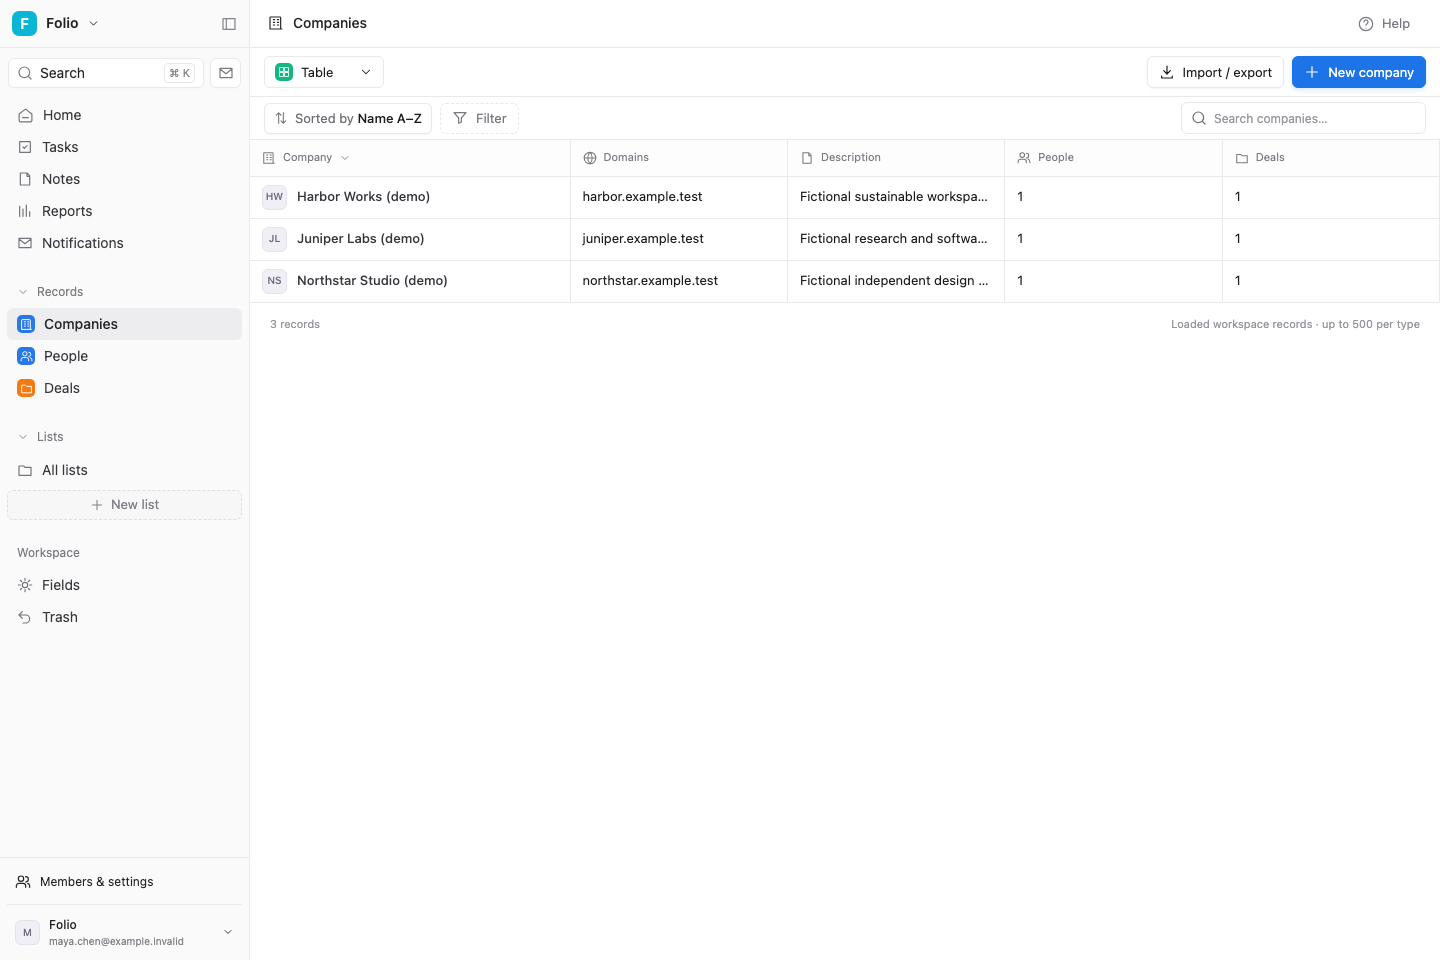 F Folio
Companies
Help
Search ⌘ K
Table
Import / export
New company
Sorted by Name A–Z
Filter
Search companies...
Home
Tasks
Notes
Reports
Notifications
Records
Companies
People
Deals
Lists
All lists
New list
Workspace
Fields
Trash
Members & settings
M Folio
maya.chen@example.invalid
Company Domains Description People Deals
HW Harbor Works (demo) harbor.example.test Fictional sustainable workspa... 1 1
JL Juniper Labs (demo) juniper.example.test Fictional research and softwa... 1 1
NS Northstar Studio (demo) northstar.example.test Fictional independent design ... 1 1
3 records
Loaded workspace records · up to 500 per type